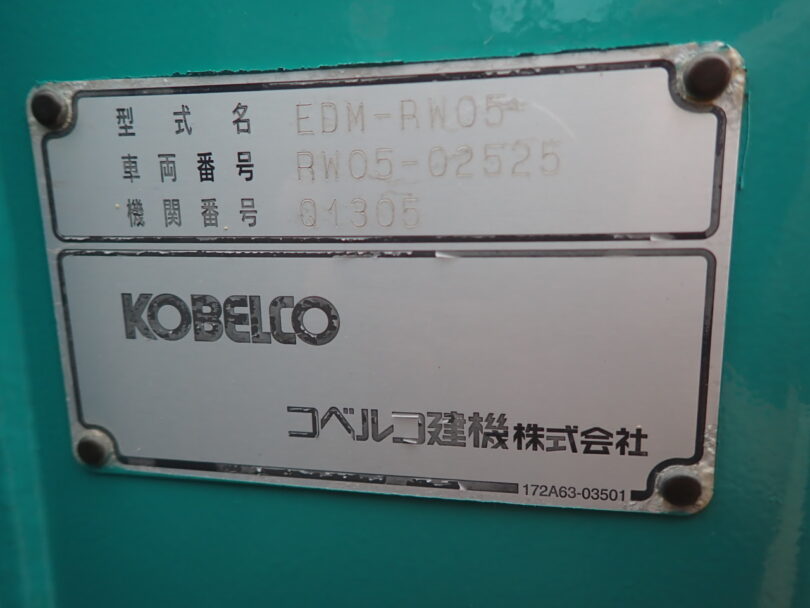 型式名 EDM-RW05
車両番号 RW05-02525
機関番号 01305
KOBELCO
コベルコ建機株式会社
172A63-03501